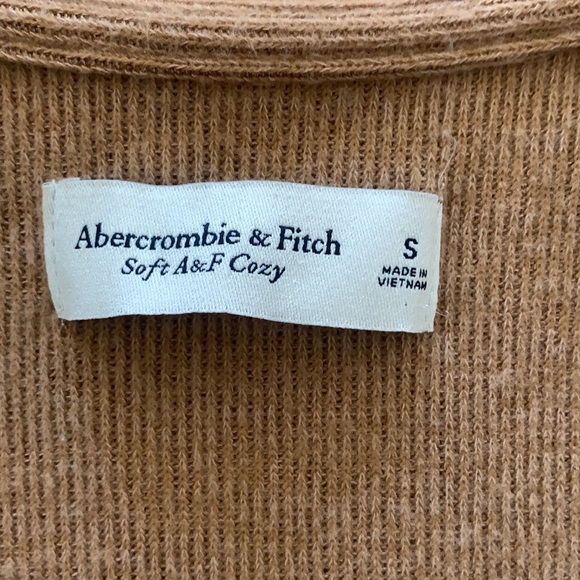 Abercrombie & Fitch
Soft A&F Cozy
S
MADE IN
VIETNAM